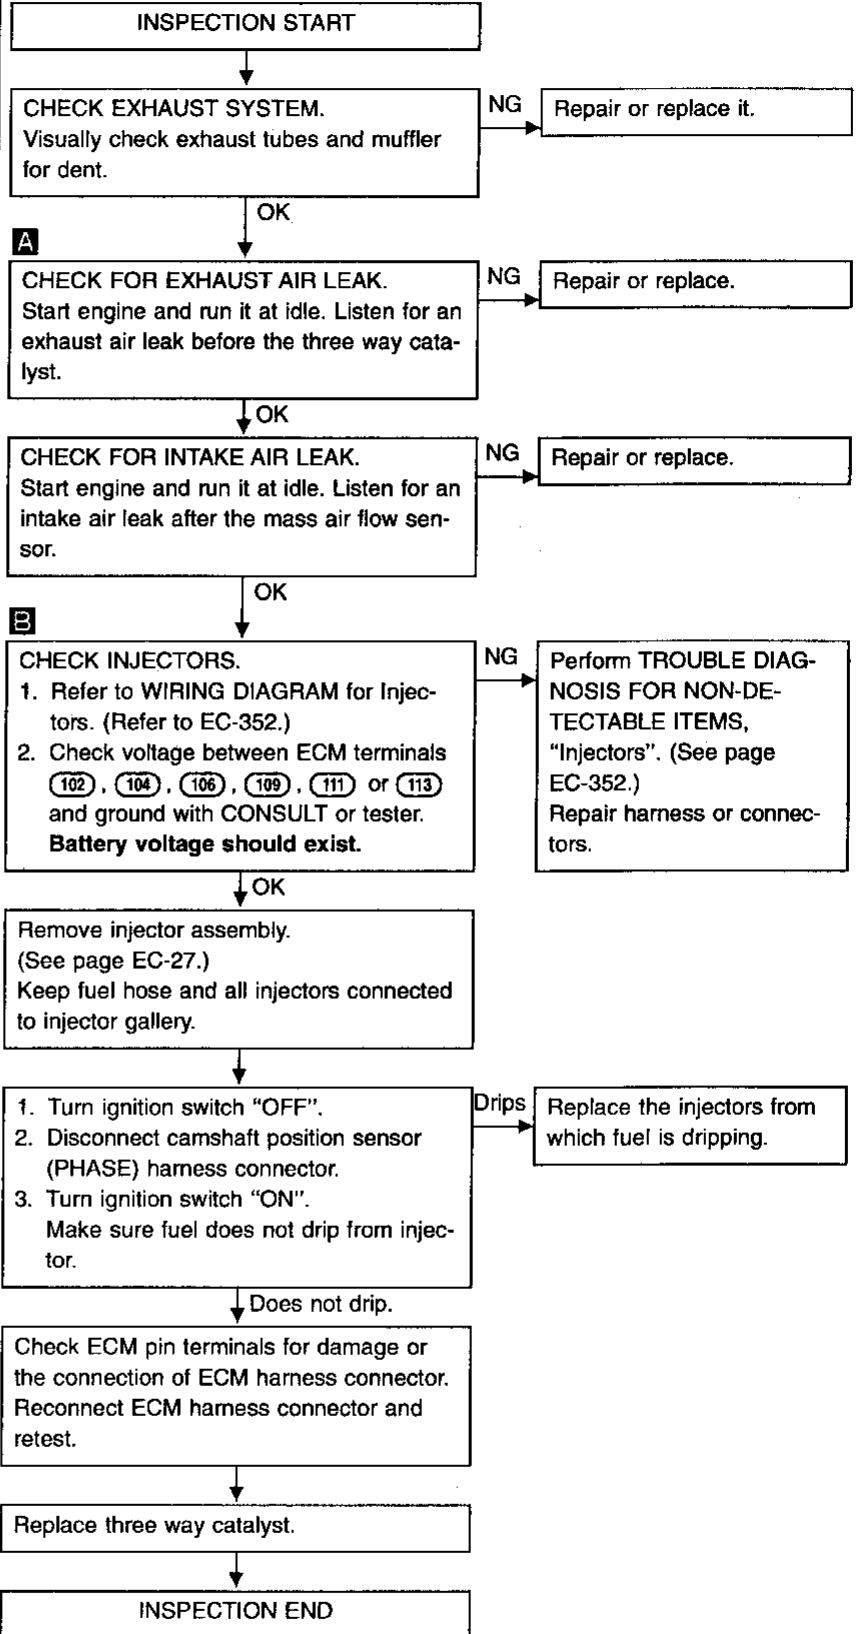 INSPECTION START
CHECK EXHAUST SYSTEM.
Visually check exhaust tubes and muffler
for dent.
NG
Repair or replace it.
OK
A
CHECK FOR EXHAUST AIR LEAK.
Start engine and run it at idle. Listen for an
exhaust air leak before the three way cata-
lyst.
NG
Repair or replace.
OK
CHECK FOR INTAKE AIR LEAK.
Start engine and run it at idle. Listen for an
intake air leak after the mass air flow sen-
sor.
NG
Repair or replace.
OK
B
CHECK INJECTORS.
1. Refer to WIRING DIAGRAM for Injec-
tors. (Refer to EC-352.)
2. Check voltage between ECM terminals
102, 104, 106, 109, 111 or 113
and ground with CONSULT or tester.
Battery voltage should exist.
NG
Perform TROUBLE DIAG-
NOSIS FOR NON-DE-
TECTABLE ITEMS,
“Injectors”. (See page
EC-352.)
Repair harness or connec-
tors.
OK
Remove injector assembly.
(See page EC-27.)
Keep fuel hose and all injectors connected
to injector gallery.
1. Turn ignition switch “OFF”.
2. Disconnect camshaft position sensor
(PHASE) harness connector.
3. Turn ignition switch “ON”.
Make sure fuel does not drip from injec-
tor.
Drips
Replace the injectors from
which fuel is dripping.
Does not drip.
Check ECM pin terminals for damage or
the connection of ECM harness connector.
Reconnect ECM harness connector and
retest.
Replace three way catalyst.
INSPECTION END